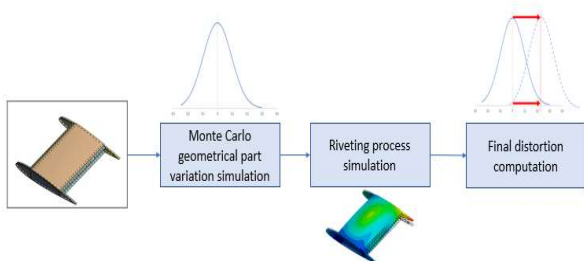 Monte Carlo
geometrical part
variation simulation
Riveting process
simulation
Final distortion
computation